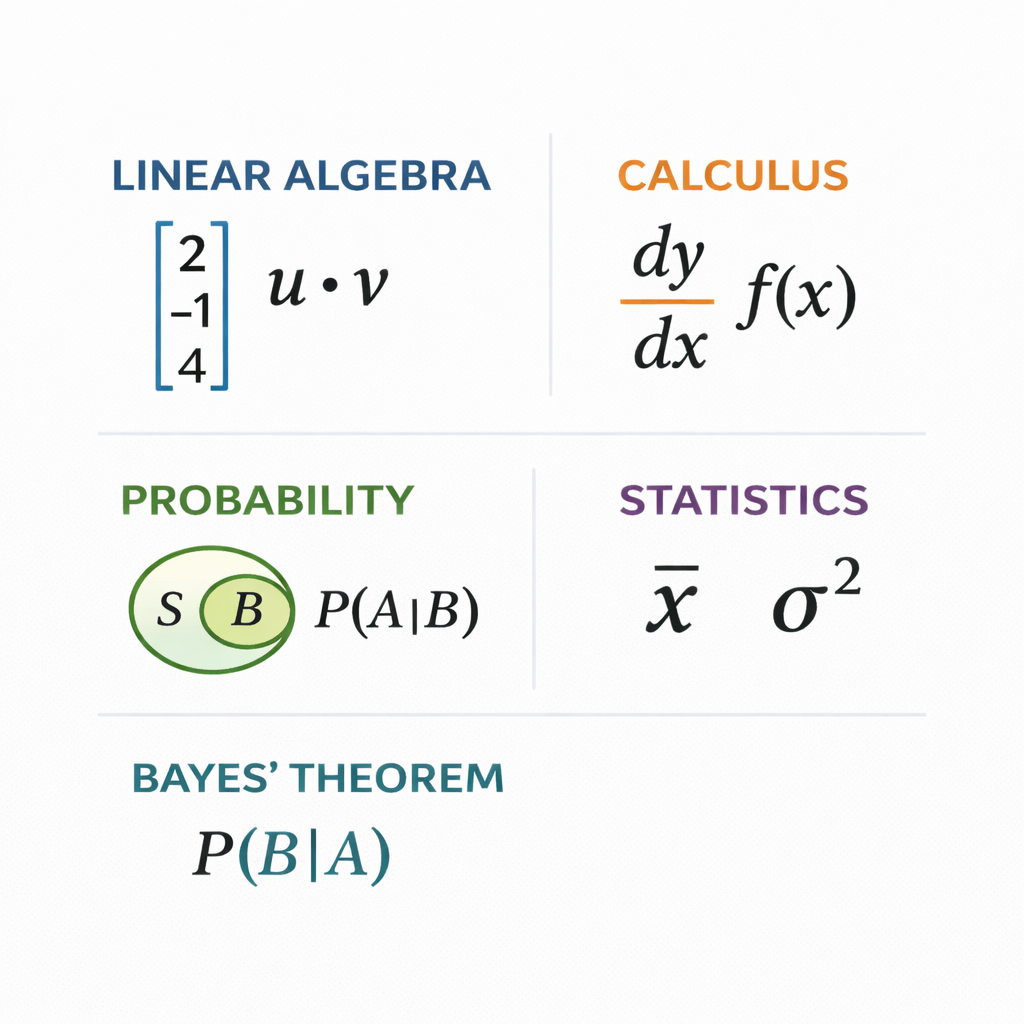 LINEAR ALGEBRA
2
–1
4
u • v
CALCULUS
dy
dx
f(x)
PROBABILITY
S B P(A|B)
STATISTICS
x̅ σ²
BAYES’ THEOREM
P(B|A)